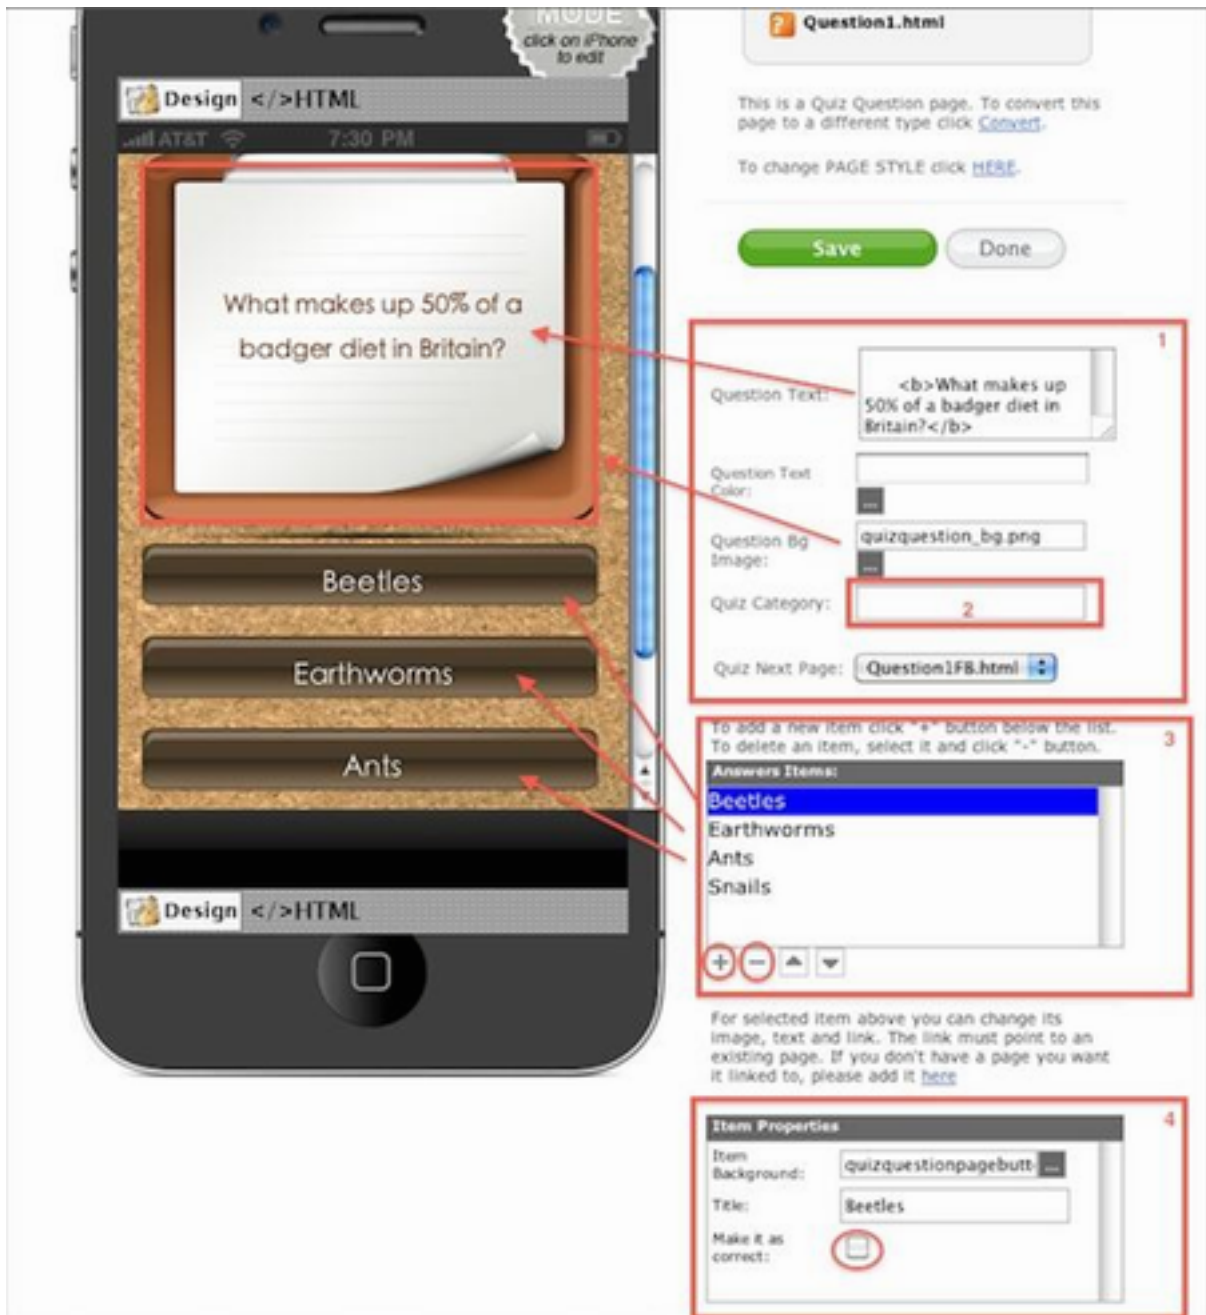 MODE
click on iPhone
to edit
Design </>HTML
AT&T 7:30 PM
What makes up 50% of a
badger diet in Britain?
Beetles
Earthworms
Ants
Design </>HTML
Question1.html
This is a Quiz Question page. To convert this
page to a different type click Convert.
To change PAGE STYLE click HERE.
Save Done
1
Question Text:
<b>What makes up
50% of a badger diet in
Britain?</b>
Question Text
Color:
...
Question Bg
Image:
quizquestion_bg.png
...
Quiz Category:
2
Quiz Next Page: Question1FB.html
3
To add a new item click "+" button below the list.
To delete an item, select it and click "-" button.
Answers Items:
Beetles
Earthworms
Ants
Snails
+ -
For selected item above you can change its
image, text and link. The link must point to an
existing page. If you don't have a page you want
it linked to, please add it here
4
Item Properties
Item
Background:
quizquestionpagebutt ...
Title: Beetles
Make it as
correct: